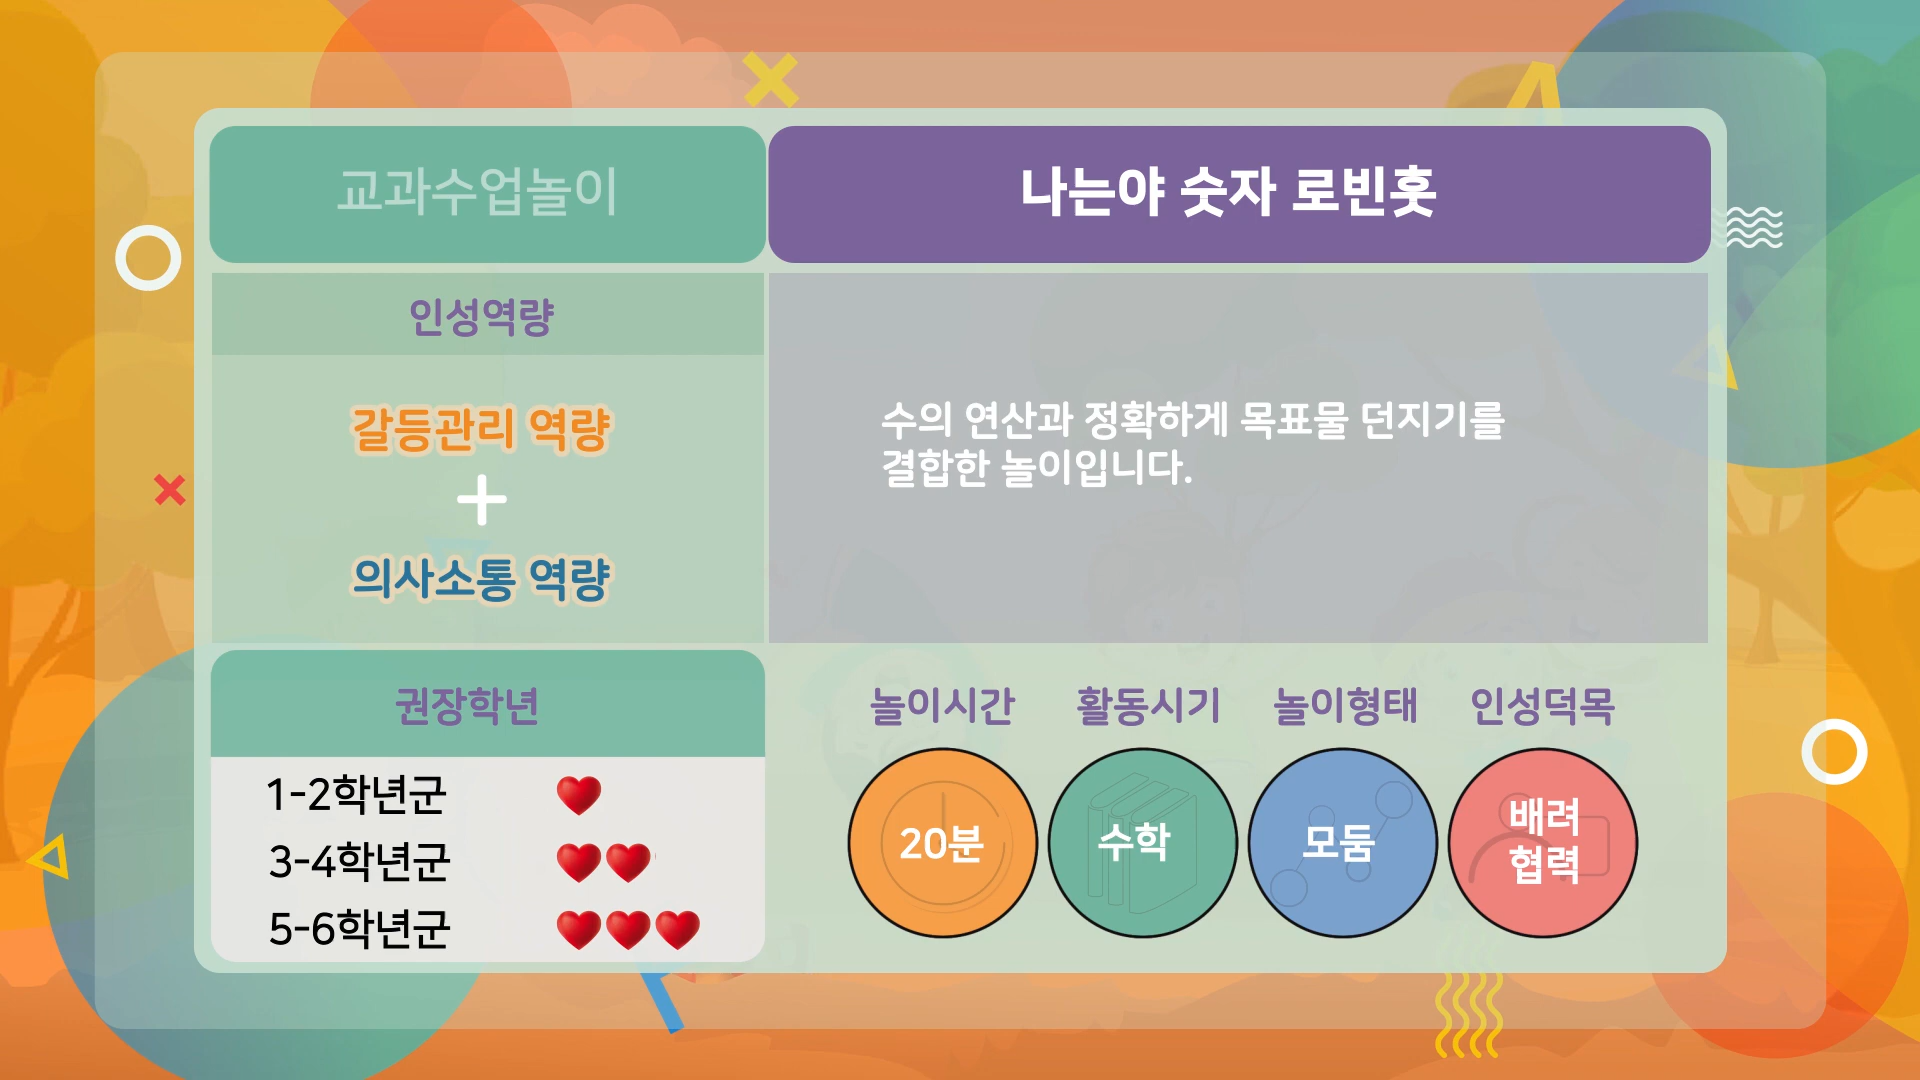 교과수업놀이
나는야 숫자 로빈훗
인성역량
갈등관리 역량
+
의사소통 역량
수의 연산과 정확하게 목표물 던지기를
결합한 놀이입니다.
권장학년
1-2학년군
3-4학년군
5-6학년군
놀이시간
활동시기
놀이형태
인성덕목
20분
수학
모둠
배려
협력